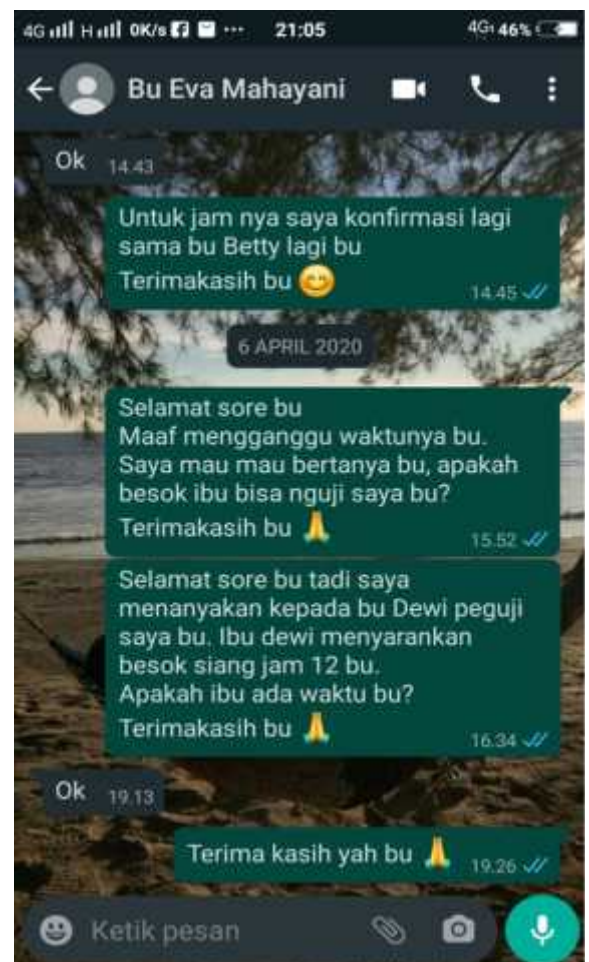 4G H 0K/s ... 21:05 4G+ 46%
Bu Eva Mahayani
Ok 14.43
Untuk jam nya saya konfirmasi lagi
sama bu Betty lagi bu
Terimakasih bu 😊 14.45
6 APRIL 2020
Selamat sore bu
Maaf mengganggu waktunya bu.
Saya mau mau bertanya bu, apakah
besok ibu bisa nguji saya bu?
Terimakasih bu 🙏 15.52
Selamat sore bu tadi saya
menanyakan kepada bu Dewi peguji
saya bu. Ibu dewi menyarankan
besok siang jam 12 bu.
Apakah ibu ada waktu bu?
Terimakasih bu 🙏 16.34
Ok 19.13
Terima kasih yah bu 🙏 19.26
Ketik pesan